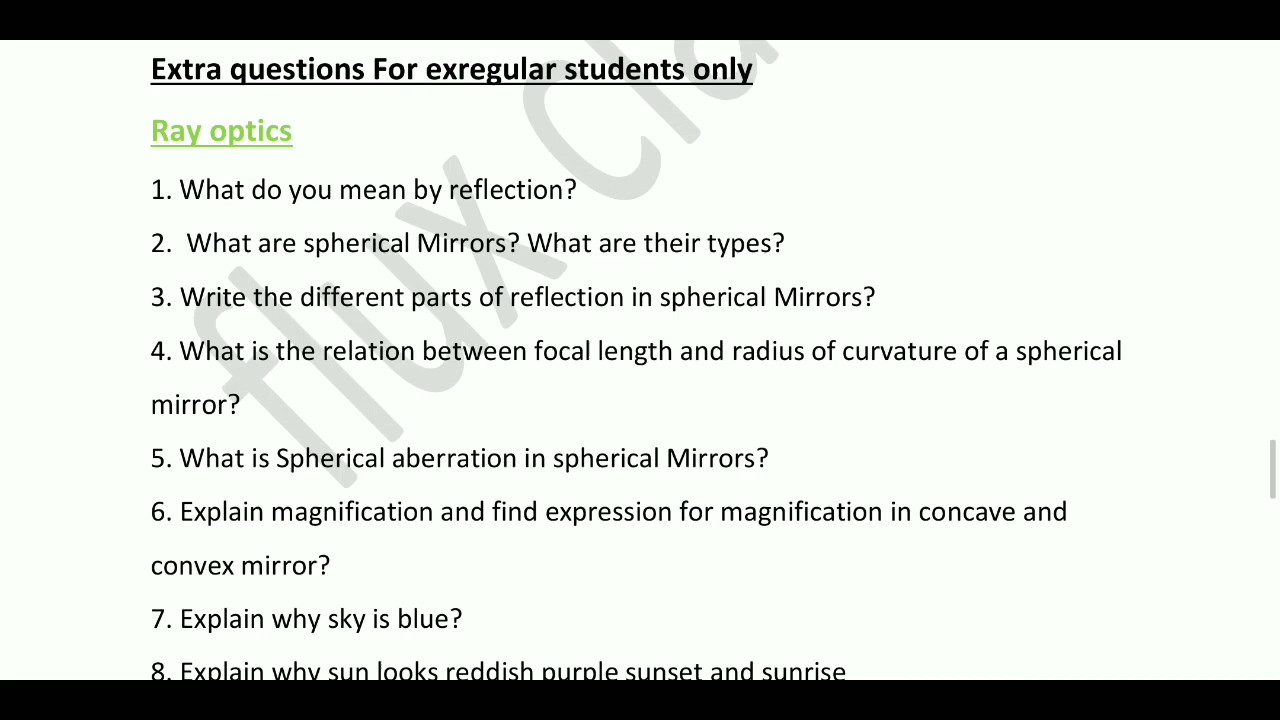 Extra questions For exregular students only
Ray optics
1. What do you mean by reflection?
2. What are spherical Mirrors? What are their types?
3. Write the different parts of reflection in spherical Mirrors?
4. What is the relation between focal length and radius of curvature of a spherical
mirror?
5. What is Spherical aberration in spherical Mirrors?
6. Explain magnification and find expression for magnification in concave and
convex mirror?
7. Explain why sky is blue?
8. Explain why sun looks reddish purple sunset and sunrise
flux cla